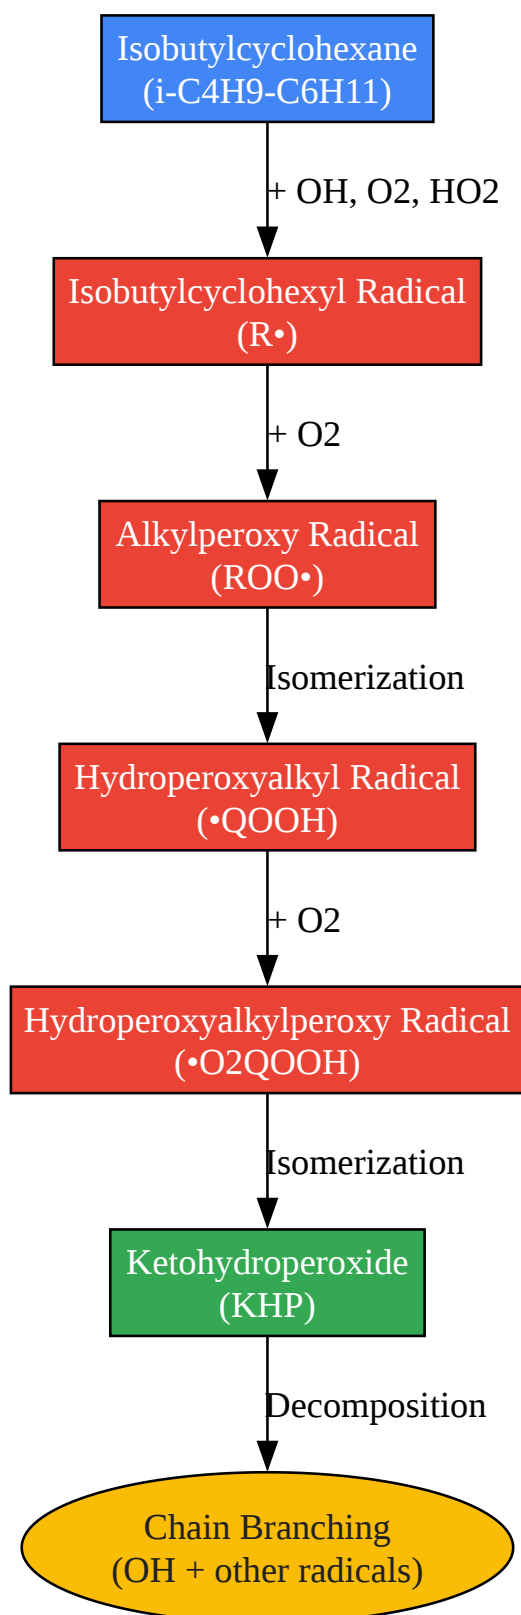 Isobutylcyclohexane
(i-C4H9-C6H11)
+ OH, O2, HO2
Isobutylcyclohexyl Radical
(R•)
+ O2
Alkylperoxy Radical
(ROO•)
Isomerization
Hydroperoxyalkyl Radical
(•QOOH)
+ O2
Hydroperoxyalkylperoxy Radical
(•O2QOOH)
Isomerization
Ketohydroperoxide
(KHP)
Decomposition
Chain Branching
(OH + other radicals)